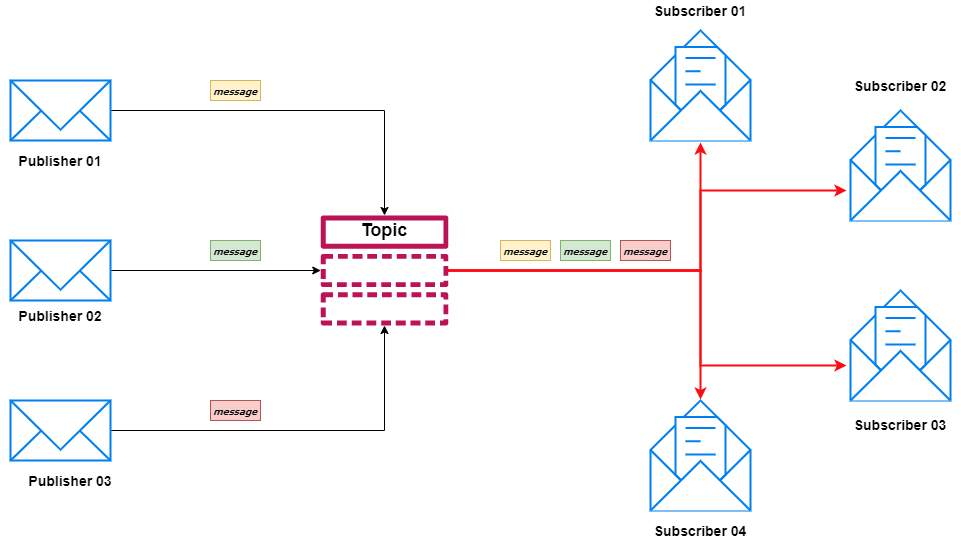 Subscriber 01
Subscriber 02
message
Publisher 01
Topic
message
message
message
message
Publisher 02
message
Subscriber 03
Publisher 03
Subscriber 04